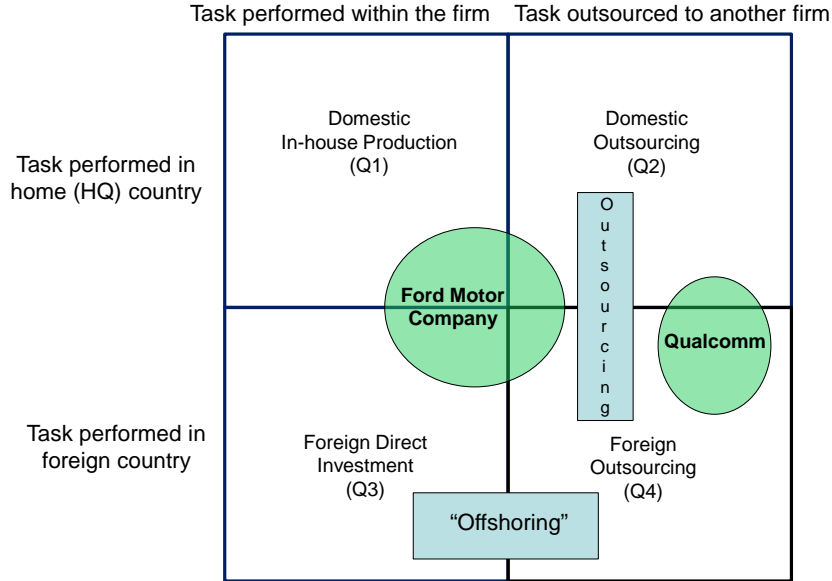 Task performed within the firm
Task outsourced to another firm
Task performed in
home (HQ) country
Domestic
In-house Production
(Q1)
Domestic
Outsourcing
(Q2)
Outsourcing
Ford Motor
Company
Qualcomm
Task performed in
foreign country
Foreign Direct
Investment
(Q3)
Foreign
Outsourcing
(Q4)
“Offshoring”